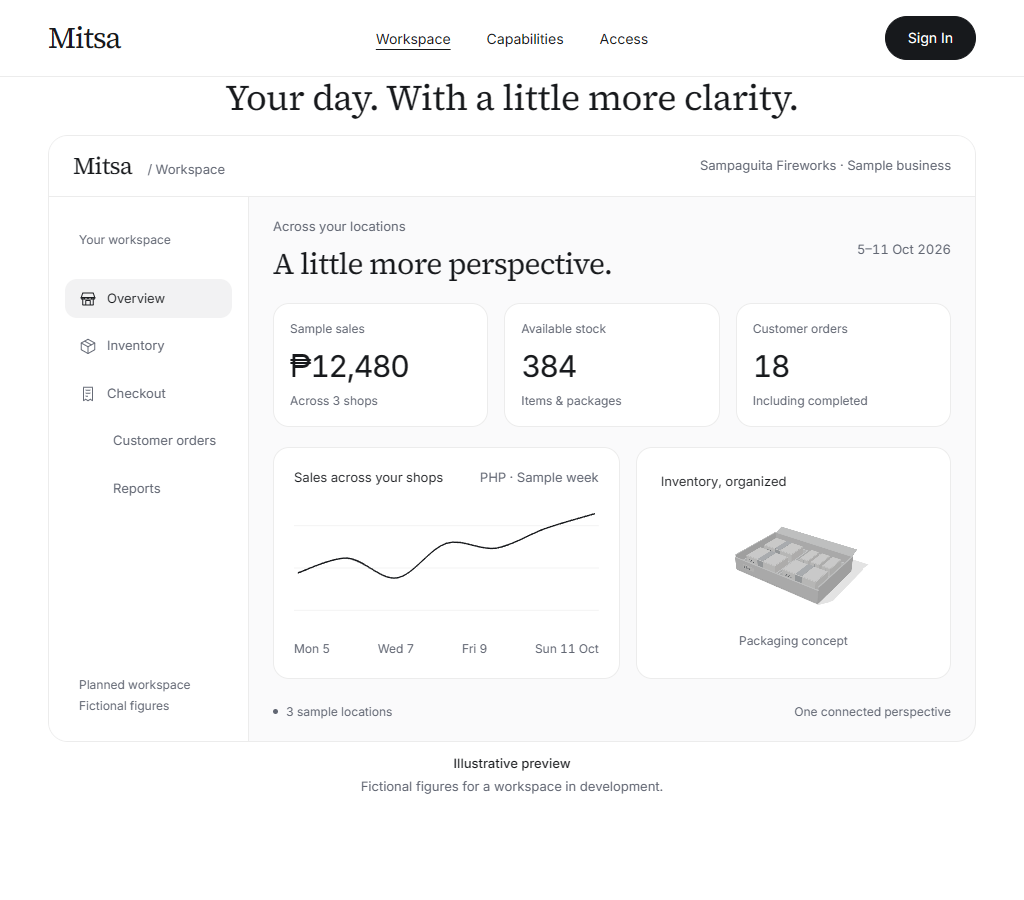 Mitsa
Workspace
Capabilities
Access
Sign In
Your day. With a little more clarity.
Mitsa / Workspace
Sampaguita Fireworks · Sample business
Your workspace
Overview
Inventory
Checkout
Customer orders
Reports
Planned workspace
Fictional figures
Across your locations
A little more perspective.
5–11 Oct 2026
Sample sales
₱12,480
Across 3 shops
Available stock
384
Items & packages
Customer orders
18
Including completed
Sales across your shops
PHP · Sample week
Mon 5
Wed 7
Fri 9
Sun 11 Oct
Inventory, organized
Packaging concept
3 sample locations
One connected perspective
Illustrative preview
Fictional figures for a workspace in development.